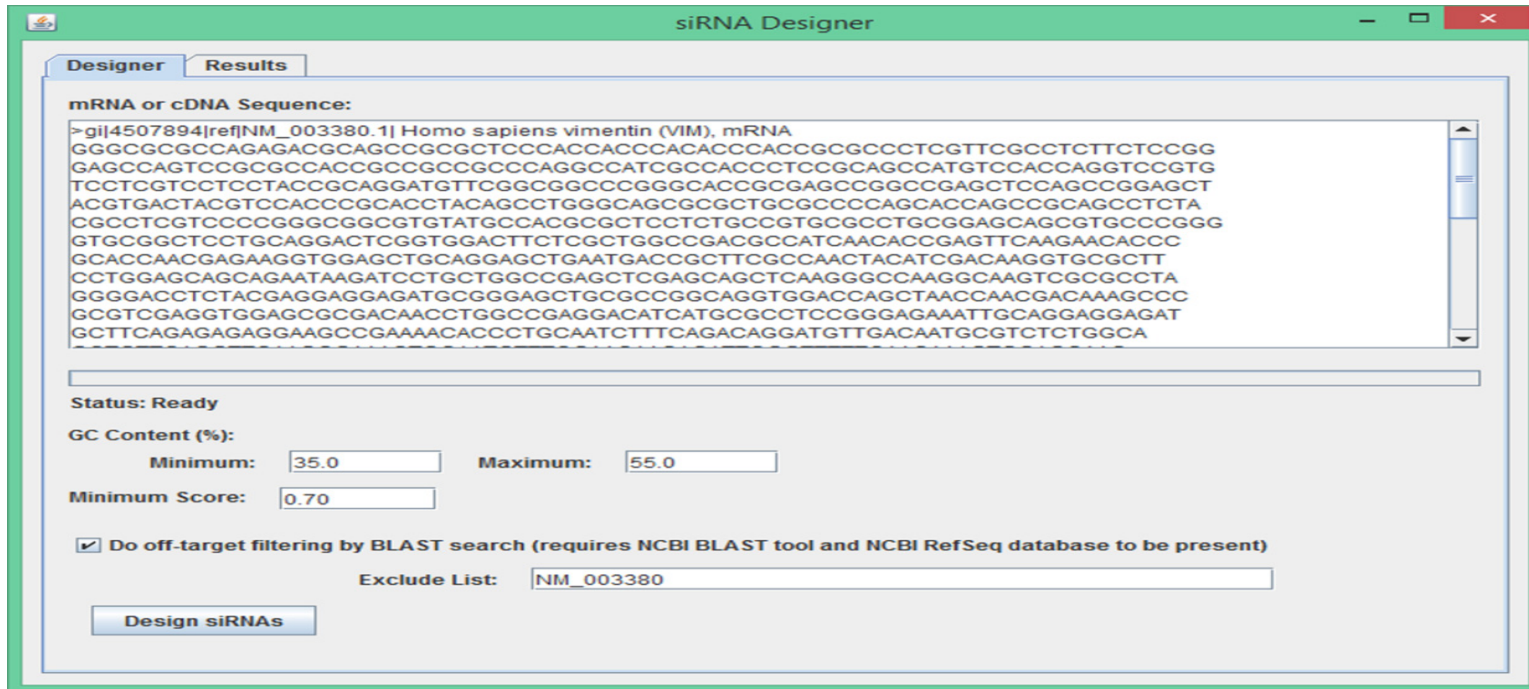 siRNA Designer
Designer Results
mRNA or cDNA Sequence:
>gi|4507894|ref|NM_003380.1| Homo sapiens vimentin (VIM), mRNA
GGGCGCGCCAGAGACGCAGCCGCGCTCCCACCACCCACACCCACCGCGCCCTCGTTCGCCTCTTCTCCGG
GAGCCAGTCCGCGCCACCGCCGCCGCCCAGGCCATCGCCACCCTCCGCAGCCATGTCCACCAGGTCCGTG
TCCTCGTCCTCCTACCGCAGGATGTTCGGCGGCCCGGGCACCGCGAGCCGGCCGAGCTCCAGCCGGAGCT
ACGTGACTACGTCCACCCGCACCTACAGCCTGGGCAGCGCGCTGCGCCCCAGCACCAGCCGCAGCCTCTA
CGCCTCGTCCCCGGGCGGCGTGTATGCCACGCGCTCCTCTGCCGTGCGCCTGCGGAGCAGCGTGCCCGGG
GTGCGGCTCCTGCAGGACTCGGTGGACTTCTCGCTGGCCGACGCCATCAACACCGAGTTCAAGAACACCC
GCACCAACGAGAAGGTGGAGCTGCAGGAGCTGAATGACCGCTTCGCCAACTACATCGACAAGGTGCGCTT
CCTGGAGCAGCAGAATAAGATCCTGCTGGCCGAGCTCGAGCAGCTCAAGGGCCAAGGCAAGTCGCGCCTA
GGGGACCTCTACGAGGAGGAGATGCGGGAGCTGCGCCGGCAGGTGGACCAGCTAACCAACGACAAAGCCC
GCGTCGAGGTGGAGCGCGACAACCTGGCCGAGGACATCATGCGCCTCCGGGAGAAATTGCAGGAGGAGAT
GCTTCAGAGAGAGGAAGCCGAAAACACCCTGCAATCTTTCAGACAGGATGTTGACAATGCGTCTCTGGCA
Status: Ready
GC Content (%):
Minimum: 35.0 Maximum: 55.0
Minimum Score: 0.70
Do off-target filtering by BLAST search (requires NCBI BLAST tool and NCBI RefSeq database to be present)
Exclude List: NM_003380
Design siRNAs